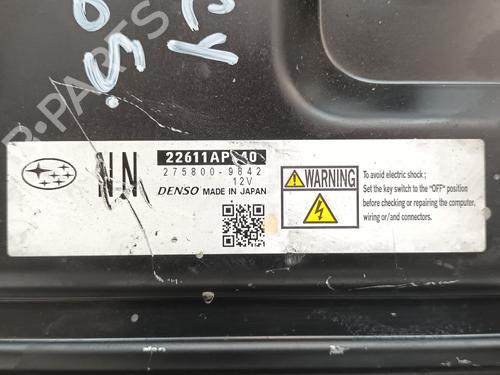 NN
275800-9842
12V
DENSO MADE IN JAPAN
WARNING
To avoid electric shock ;
Set the key switch to the "OFF" position
before checking or repairing the computer,
wiring or/and connectors.